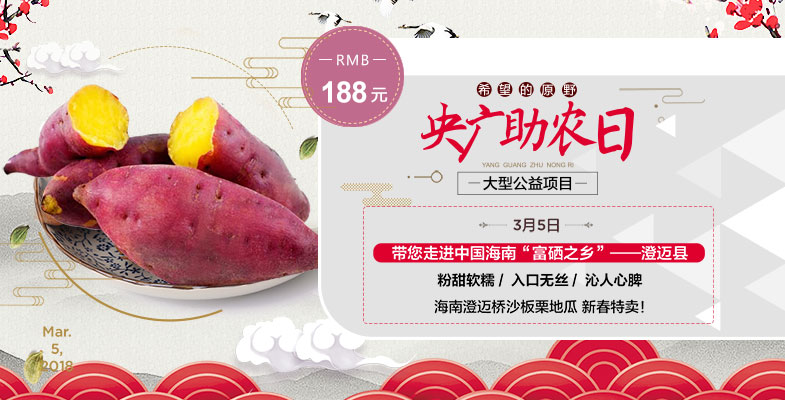 RMB
188元
希望的原野
央广助农日
YANG GUANG ZHU NONG RI
大型公益项目
3月5日
带您走进中国海南“富硒之乡”——澄迈县
粉甜软糯 / 入口无丝 / 沁人心脾
海南澄迈桥沙板栗地瓜 新春特卖!
Mar.
5,
2018